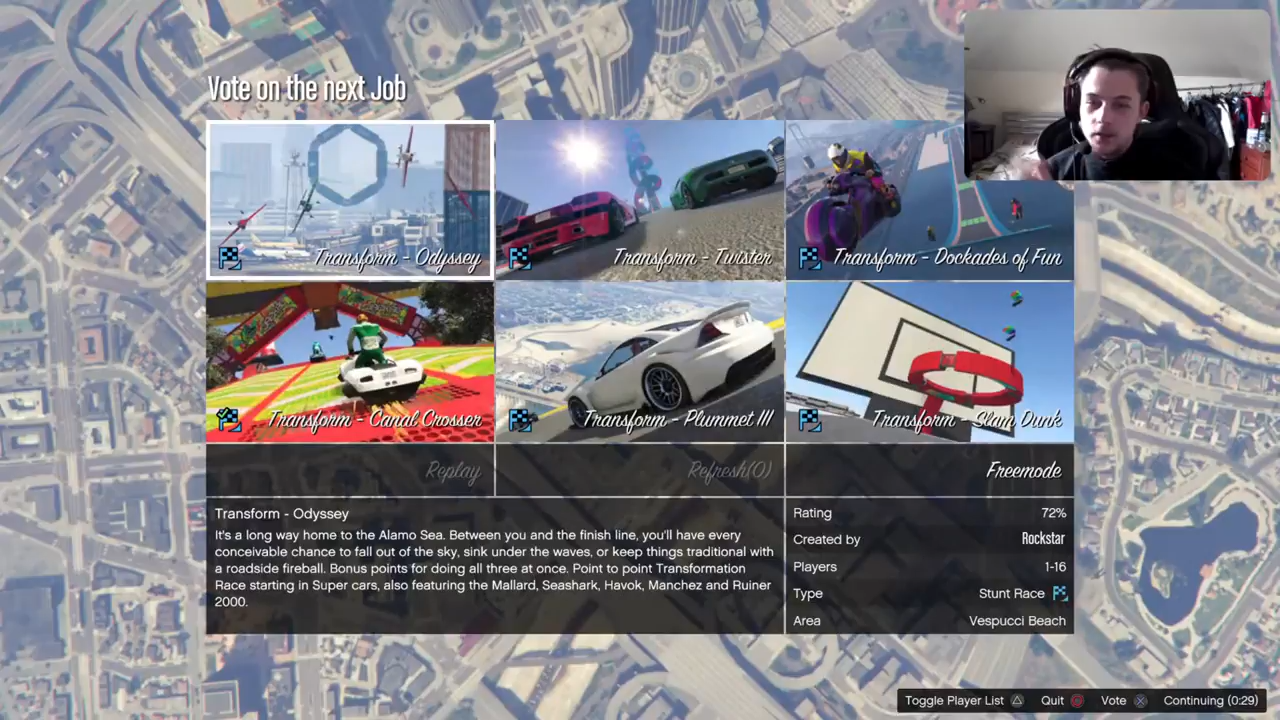 Vote on the next Job
Transform - Odyssey
Transform - Twister
Transform - Dockades of Fun
Transform - Canal Crosser
Transform - Plummet III
Transform - Slam Dunk
Replay
Refresh(0)
Freemode
Transform - Odyssey
It's a long way home to the Alamo Sea. Between you and the finish line, you'll have every
conceivable chance to fall out of the sky, sink under the waves, or keep things traditional with
a roadside fireball. Bonus points for doing all three at once. Point to point Transformation
Race starting in Super cars, also featuring the Mallard, Seashark, Havok, Manchez and Ruiner
2000.
Rating 72%
Created by Rockstar
Players 1-16
Type Stunt Race
Area Vespucci Beach
Toggle Player List Quit Vote Continuing (0:29)